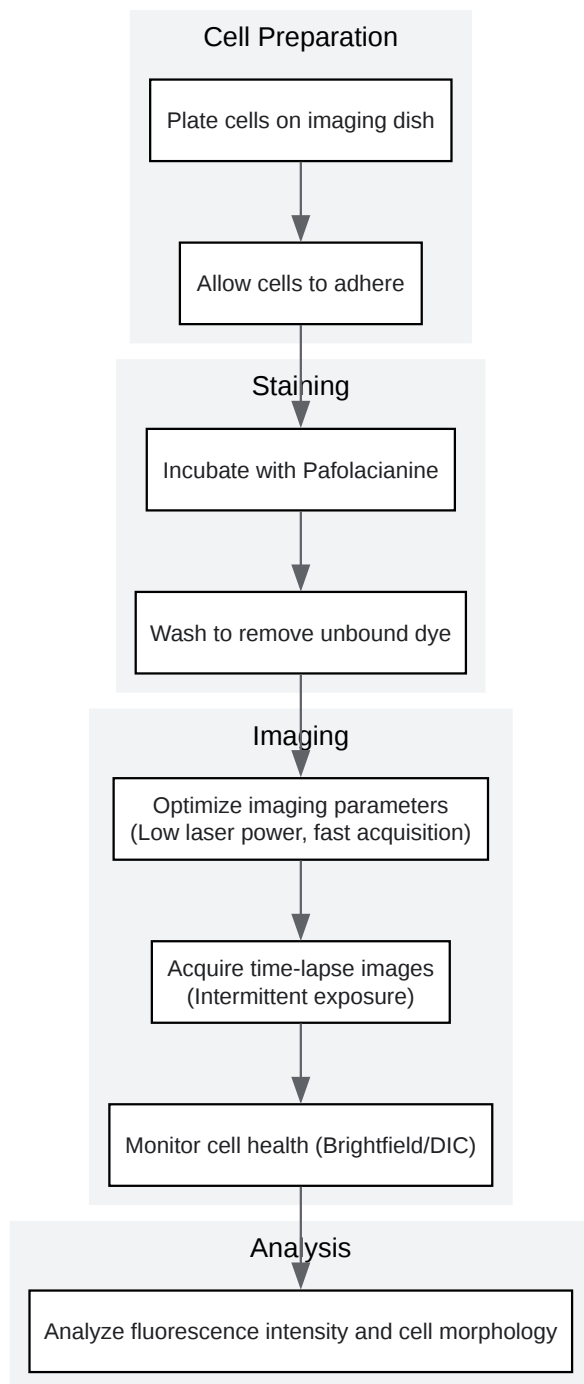 Cell Preparation
Plate cells on imaging dish
Allow cells to adhere
Staining
Incubate with Pafolacianine
Wash to remove unbound dye
Imaging
Optimize imaging parameters
(Low laser power, fast acquisition)
Acquire time-lapse images
(Intermittent exposure)
Monitor cell health (Brightfield/DIC)
Analysis
Analyze fluorescence intensity and cell morphology